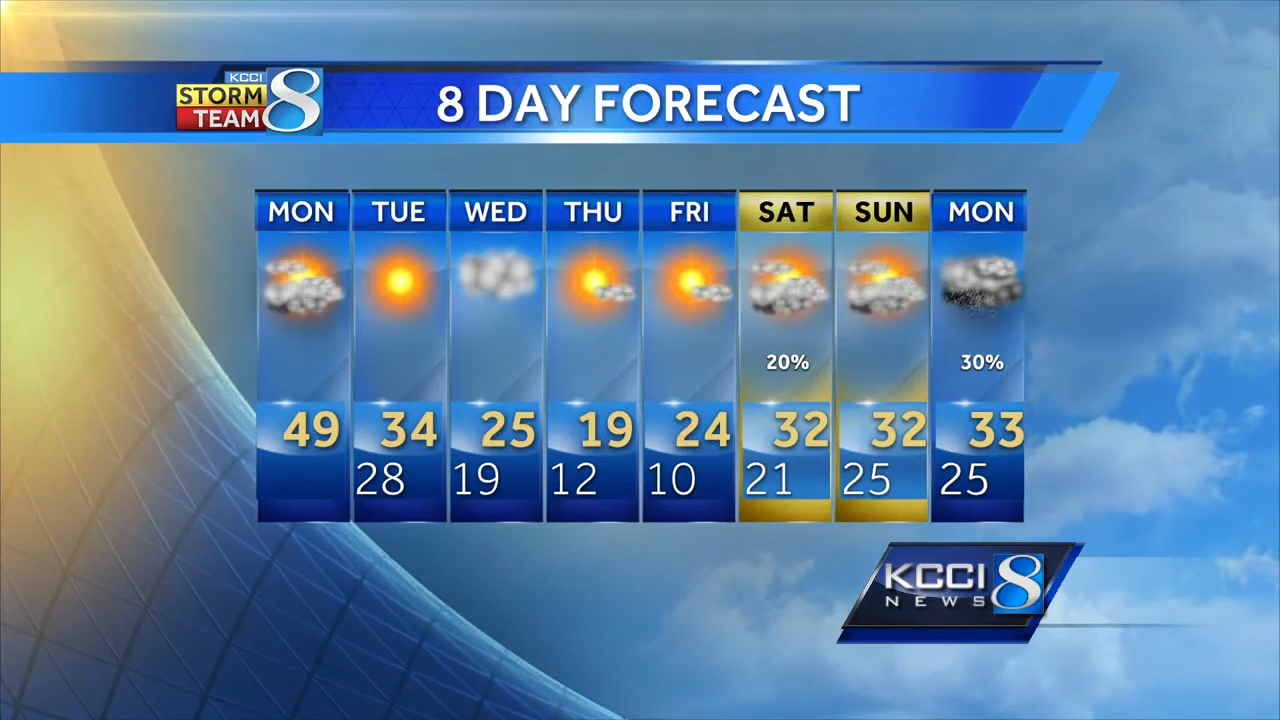 KCCI
STORM
TEAM
8
8 DAY FORECAST
MON TUE WED THU FRI SAT SUN MON
20% 30%
49 34 25 19 24 32 32 33
28 19 12 10 21 25 25
KCCI 8
NEWS